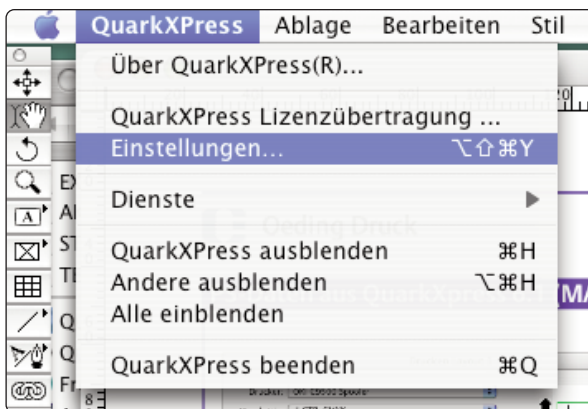 QuarkXPress Ablage Bearbeiten Stil
Über QuarkXPress(R)...
QuarkXPress Lizenzübertragung ...
Einstellungen... ⌥⇧⌘Y
Dienste
Oeding Druck
QuarkXPress ausblenden ⌘H
Andere ausblenden ⌥⌘H
Alle einblenden
QuarkXPress beenden ⌘Q